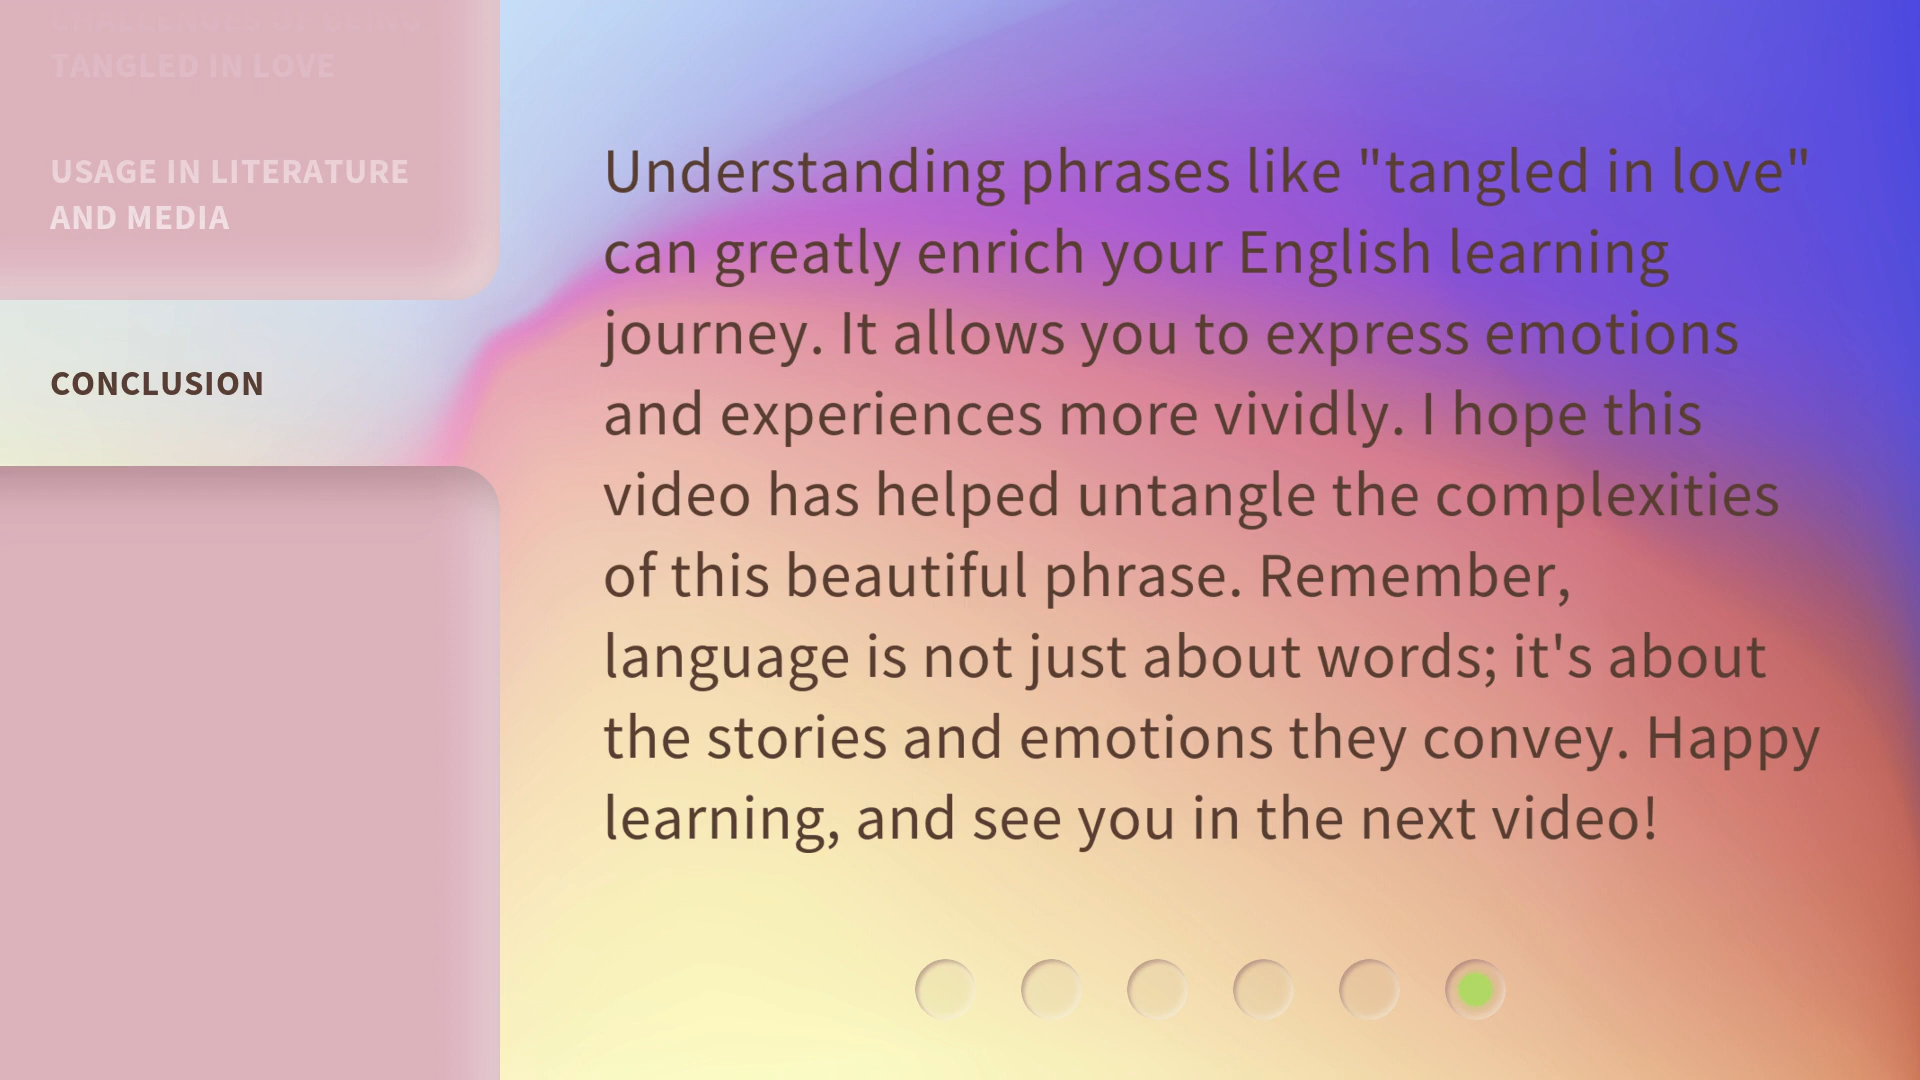 CHALLENGES OF BEING
TANGLED IN LOVE
USAGE IN LITERATURE
AND MEDIA
CONCLUSION
Understanding phrases like "tangled in love"
can greatly enrich your English learning
journey. It allows you to express emotions
and experiences more vividly. I hope this
video has helped untangle the complexities
of this beautiful phrase. Remember,
language is not just about words; it's about
the stories and emotions they convey. Happy
learning, and see you in the next video!